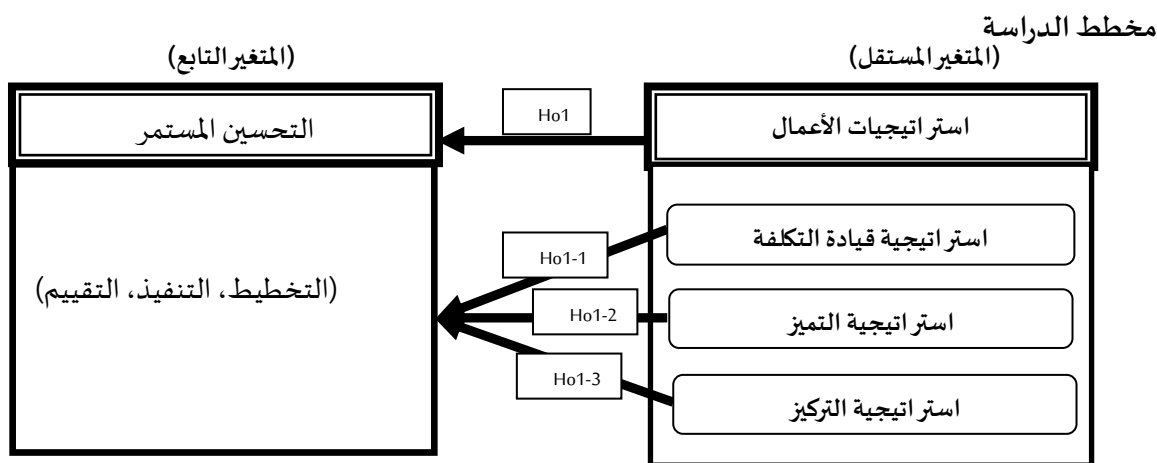 مخطط الدراسة
(المتغير المستقل)
(المتغير التابع)
استراتيجيات الأعمال
Ho1
التحسين المستمر
استراتيجية قيادة التكلفة
Ho1-1
استراتيجية التميز
Ho1-2
استراتيجية التركيز
Ho1-3
(التخطيط، التنفيذ، التقييم)